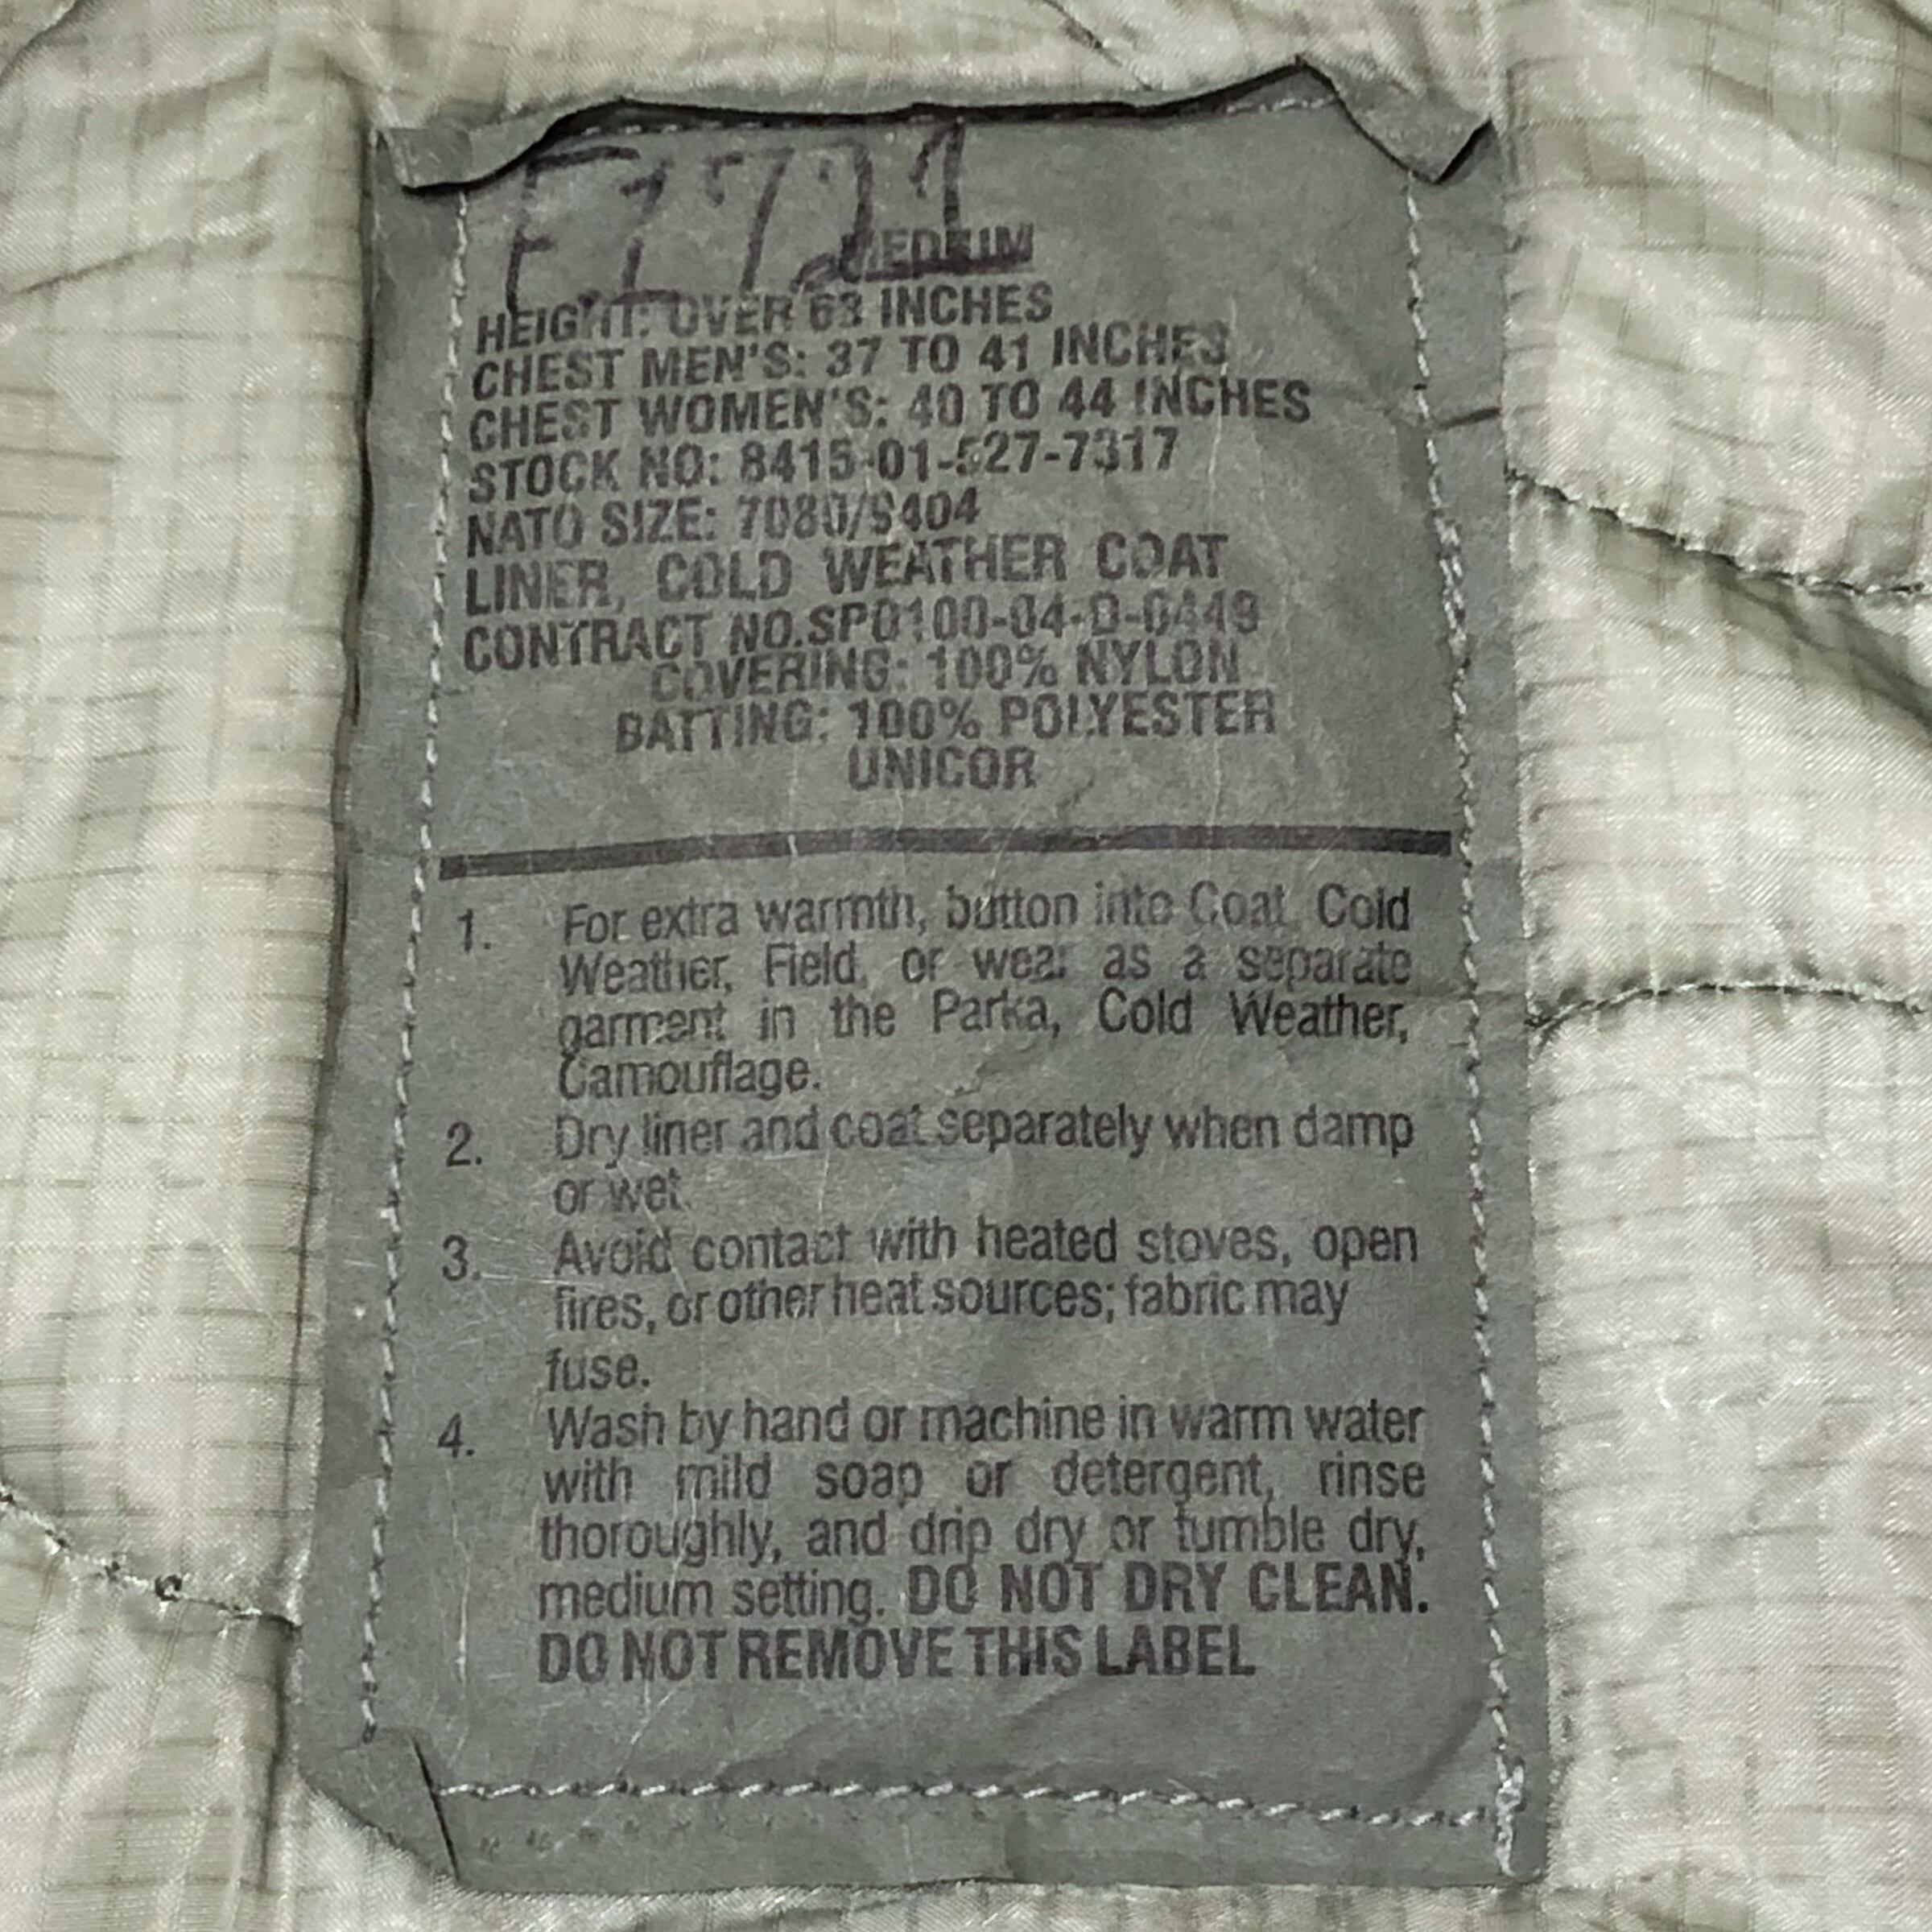 F1721
MEDIUM
HEIGHT: OVER 63 INCHES
CHEST MEN'S: 37 TO 41 INCHES
CHEST WOMEN'S: 40 TO 44 INCHES
STOCK NO: 8415-01-527-7317
NATO SIZE: 7080/9404
LINER, COLD WEATHER COAT
CONTRACT NO.SP0100-04-D-0449
COVERING: 100% NYLON
BATTING: 100% POLYESTER
UNICOR
1. For extra warmth, button into Coat, Cold
Weather, Field, or wear as a separate
garment in the Parka, Cold Weather,
Camouflage.
2. Dry liner and coat separately when damp
or wet.
3. Avoid contact with heated stoves, open
fires, or other heat sources; fabric may
fuse.
4. Wash by hand or machine in warm water
with mild soap or detergent, rinse
thoroughly, and drip dry or tumble dry,
medium setting. DO NOT DRY CLEAN.
DO NOT REMOVE THIS LABEL